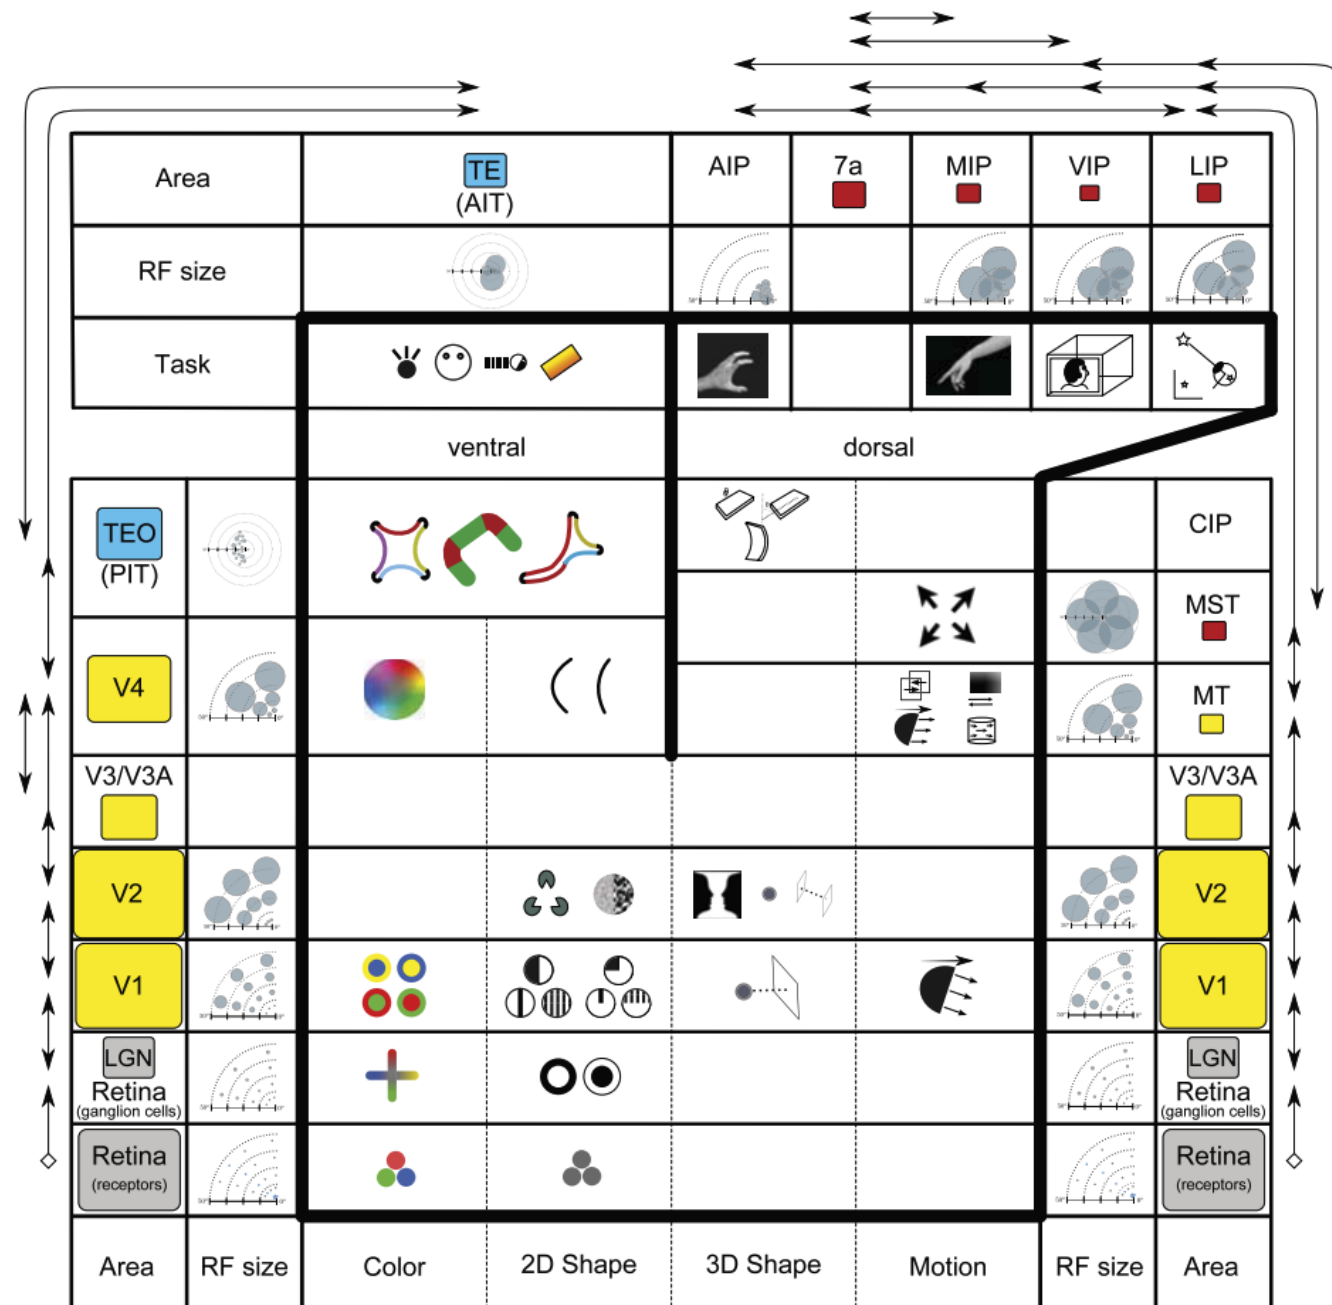 Area
TE
(AIT)
AIP
7a
MIP
VIP
LIP
RF size
Task
ventral
dorsal
TEO
(PIT)
CIP
MST
V4
MT
V3/V3A
V3/V3A
V2
V2
V1
V1
LGN
Retina
(ganglion cells)
LGN
Retina
(ganglion cells)
Retina
(receptors)
Retina
(receptors)
Area
RF size
Color
2D Shape
3D Shape
Motion
RF size
Area